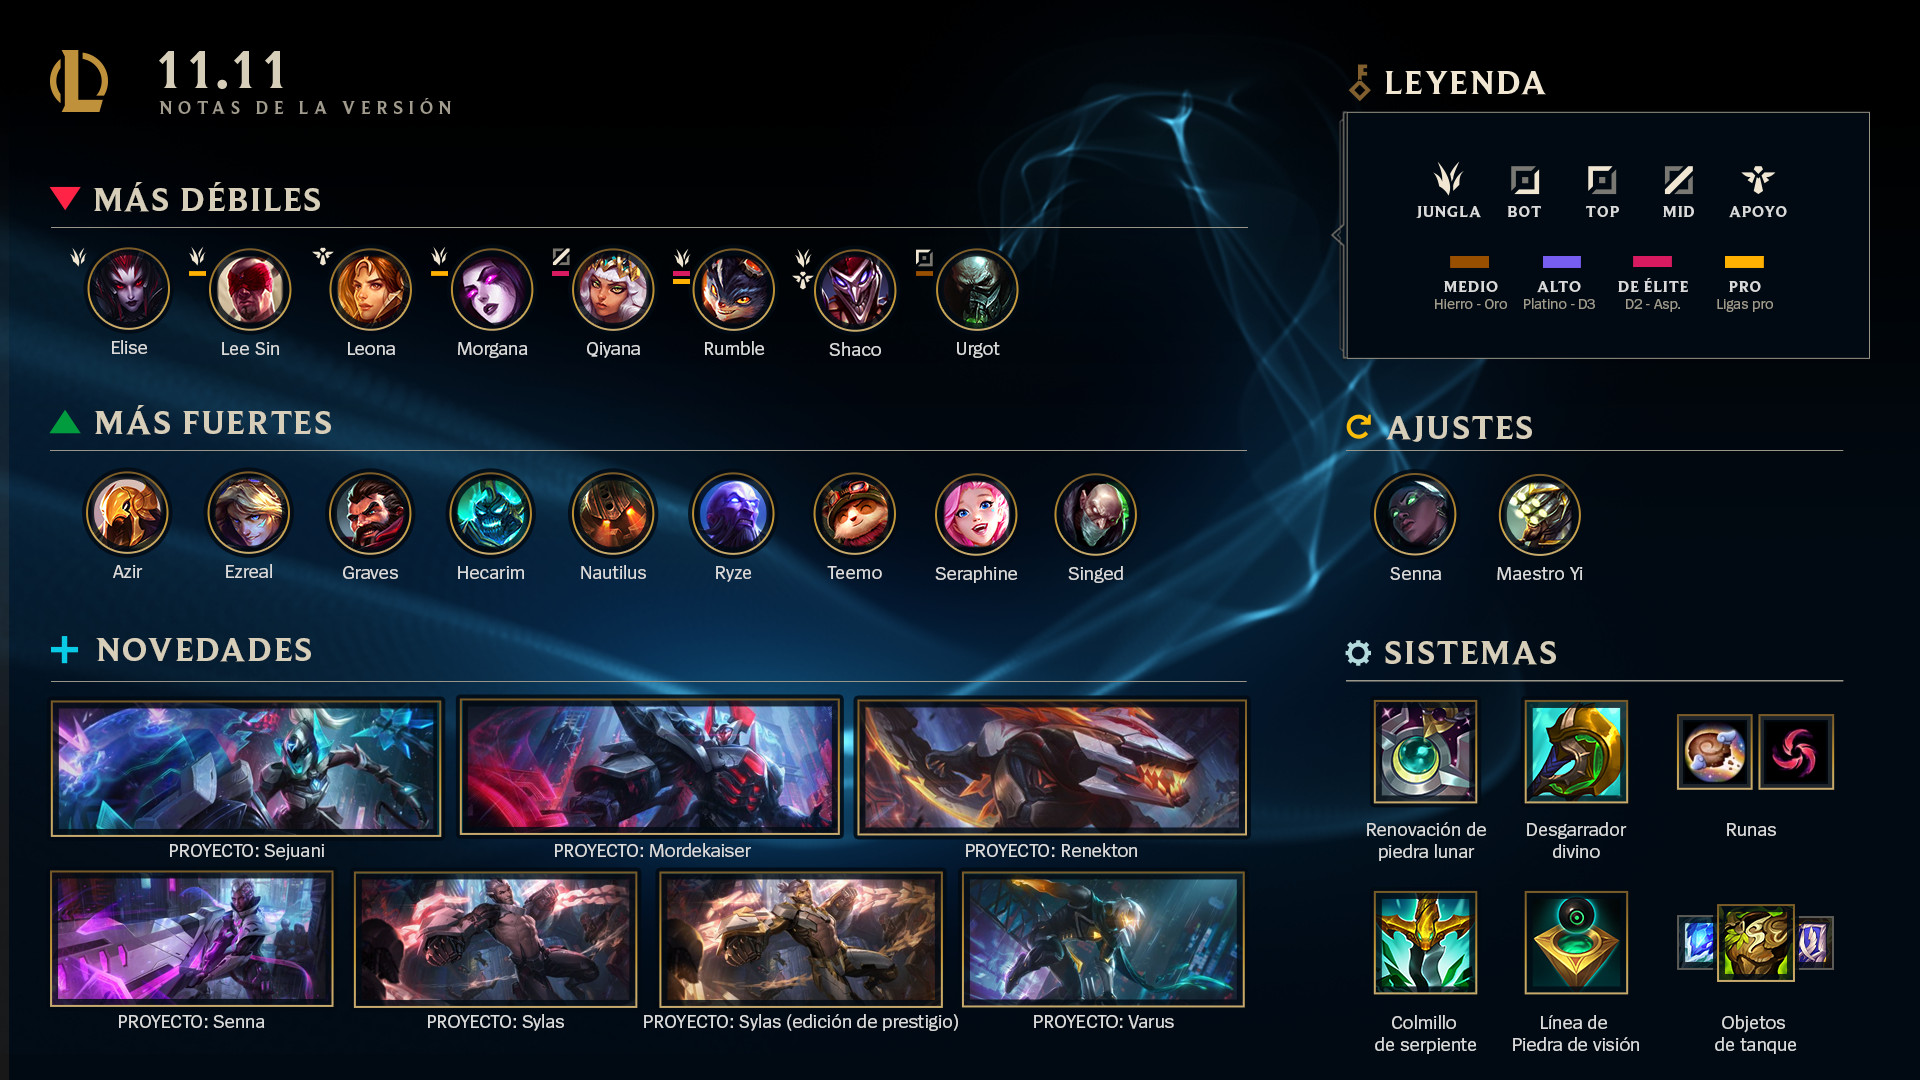 11.11
NOTAS DE LA VERSIÓN
MÁS DÉBILES
Elise
Lee Sin
Leona
Morgana
Qiyana
Rumble
Shaco
Urgot
MÁS FUERTES
Azir
Ezreal
Graves
Hecarim
Nautilus
Ryze
Teemo
Seraphine
Singed
NOVEDADES
PROYECTO: Sejuani
PROYECTO: Mordekaiser
PROYECTO: Renekton
PROYECTO: Senna
PROYECTO: Sylas
PROYECTO: Sylas (edición de prestigio)
PROYECTO: Varus
LEYENDA
JUNGLA
BOT
TOP
MID
APOYO
MEDIO
Hierro - Oro
ALTO
Platino - D3
DE ÉLITE
D2 - Asp.
PRO
Ligas pro
AJUSTES
Senna
Maestro Yi
SISTEMAS
Renovación de
piedra lunar
Desgarrador
divino
Runas
Colmillo
de serpiente
Línea de
Piedra de visión
Objetos
de tanque